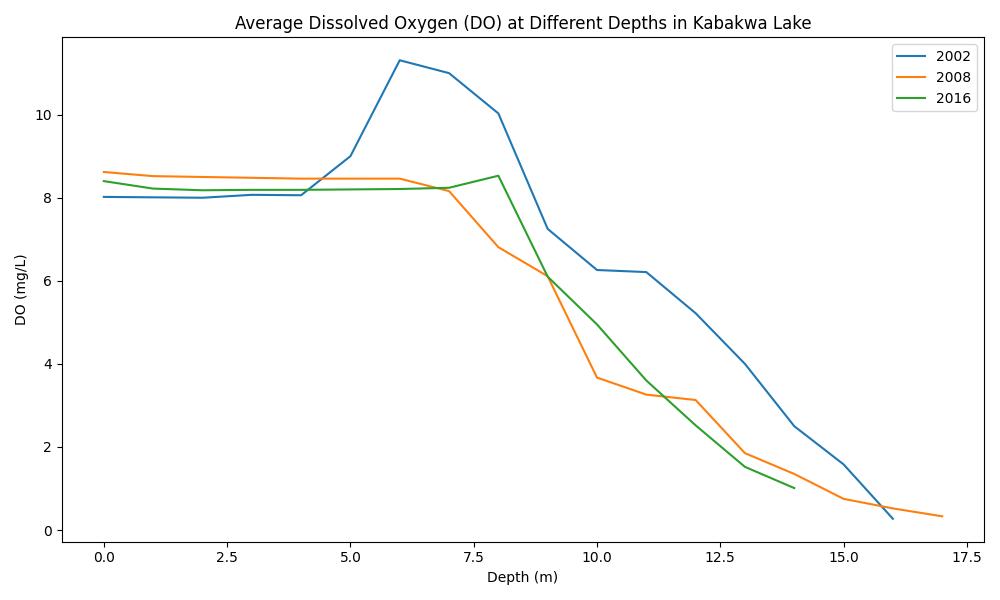 Average Dissolved Oxygen (DO) at Different Depths in Kabakwa Lake
2002
2008
2016
DO (mg/L)
10
8
6
4
2
0
0.0 2.5 5.0 7.5 10.0 12.5 15.0 17.5
Depth (m)